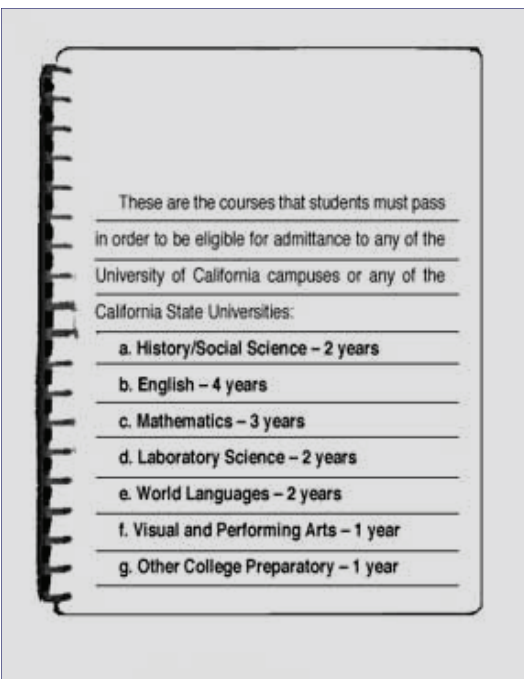 These are the courses that students must pass
in order to be eligible for admittance to any of the
University of California campuses or any of the
California State Universities:
a. History/Social Science – 2 years
b. English – 4 years
c. Mathematics – 3 years
d. Laboratory Science – 2 years
e. World Languages – 2 years
f. Visual and Performing Arts – 1 year
g. Other College Preparatory – 1 year